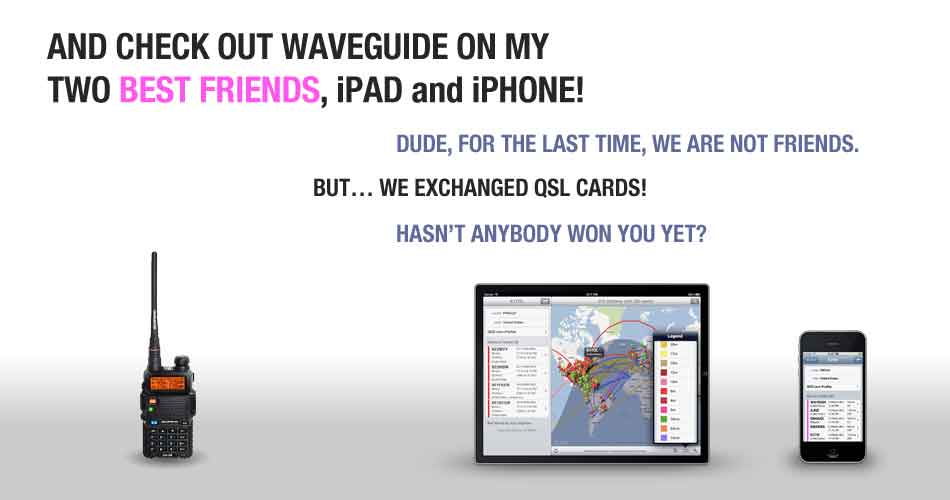 AND CHECK OUT WAVEGUIDE ON MY
TWO BEST FRIENDS, iPAD and iPHONE!
DUDE, FOR THE LAST TIME, WE ARE NOT FRIENDS.
BUT... WE EXCHANGED QSL CARDS!
HASN'T ANYBODY WON YOU YET?
Legend